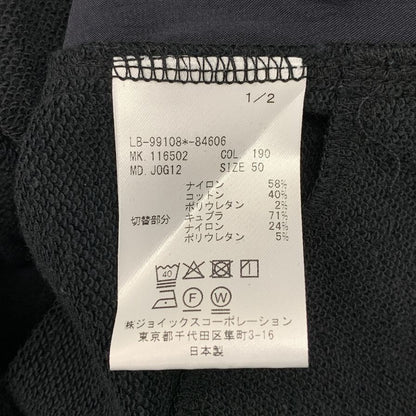 1/2
LB-99108*-84606
MK. 116502 COL. 190
MD. JOG12 SIZE 50
ナイロン 58%
コットン 40%
ポリウレタン 2%
切替部分 キュプラ 71%
ナイロン 24%
ポリウレタン 5%
40 1
F W
㈱ジョイックスコーポレーション
東京都千代田区隼町3-16
日本製